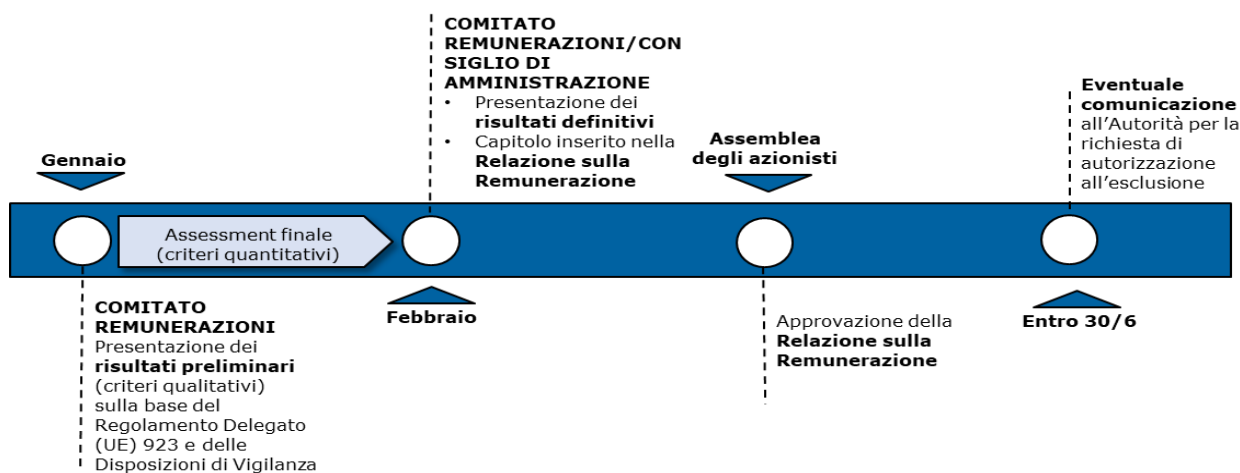 Gennaio
Assessment finale
(criteri quantitativi)
COMITATO
REMUNERAZIONI
Presentazione dei
risultati preliminari
(criteri qualitativi)
sulla base del
Regolamento Delegato
(UE) 923 e delle
Disposizioni di Vigilanza
COMITATO
REMUNERAZIONI/CON
SIGLIO DI
AMMINISTRAZIONE
• Presentazione dei
risultati definitivi
• Capitolo inserito nella
Relazione sulla
Remunerazione
Febbraio
Assemblea
degli azionisti
Approvazione della
Relazione sulla
Remunerazione
Eventuale
comunicazione
all'Autorità per la
richiesta di
autorizzazione
all'esclusione
Entro 30/6